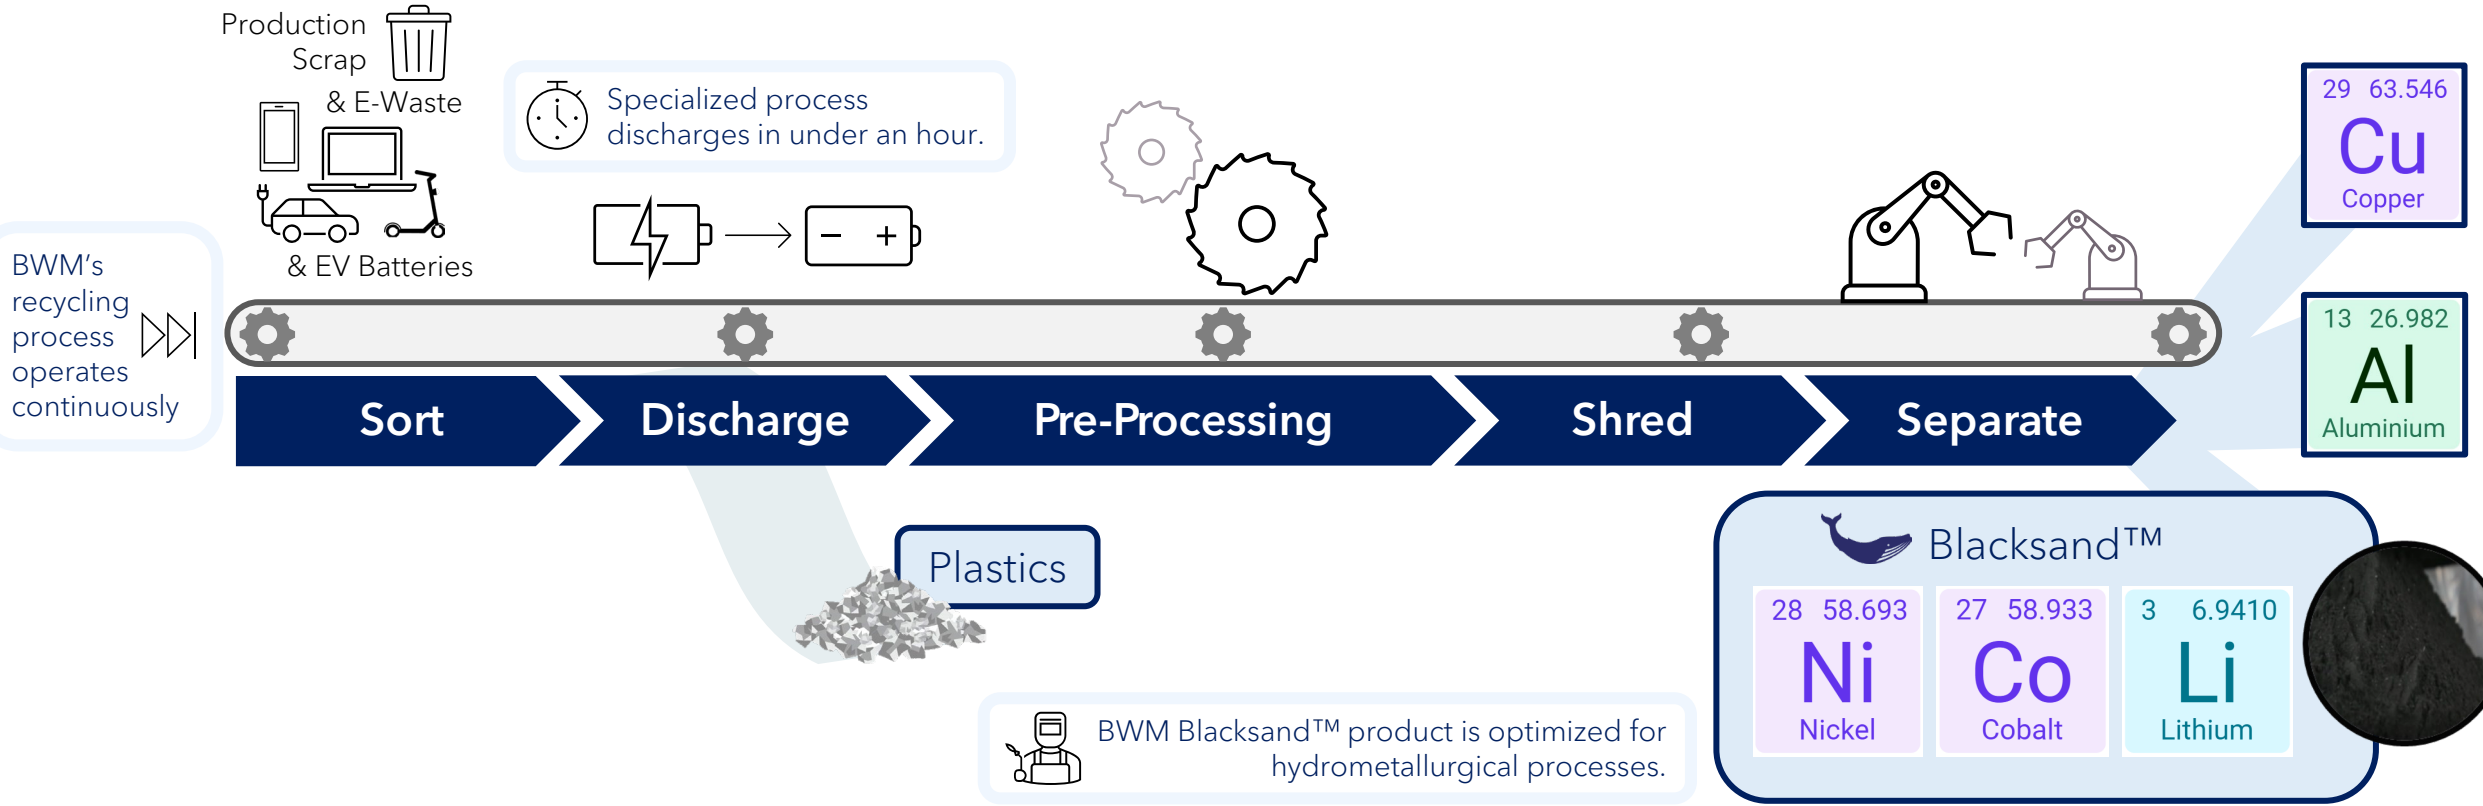 Production
Scrap
& E-Waste
& EV Batteries
BWM's
recycling
process
operates
continuously
Specialized process
discharges in under an hour.
Sort
Discharge
Pre-Processing
Shred
Separate
Plastics
BWM Blacksand™ product is optimized for
hydrometallurgical processes.
29 63.546
Cu
Copper
13 26.982
Al
Aluminium
Blacksand™
28 58.693
Ni
Nickel
27 58.933
Co
Cobalt
3 6.9410
Li
Lithium